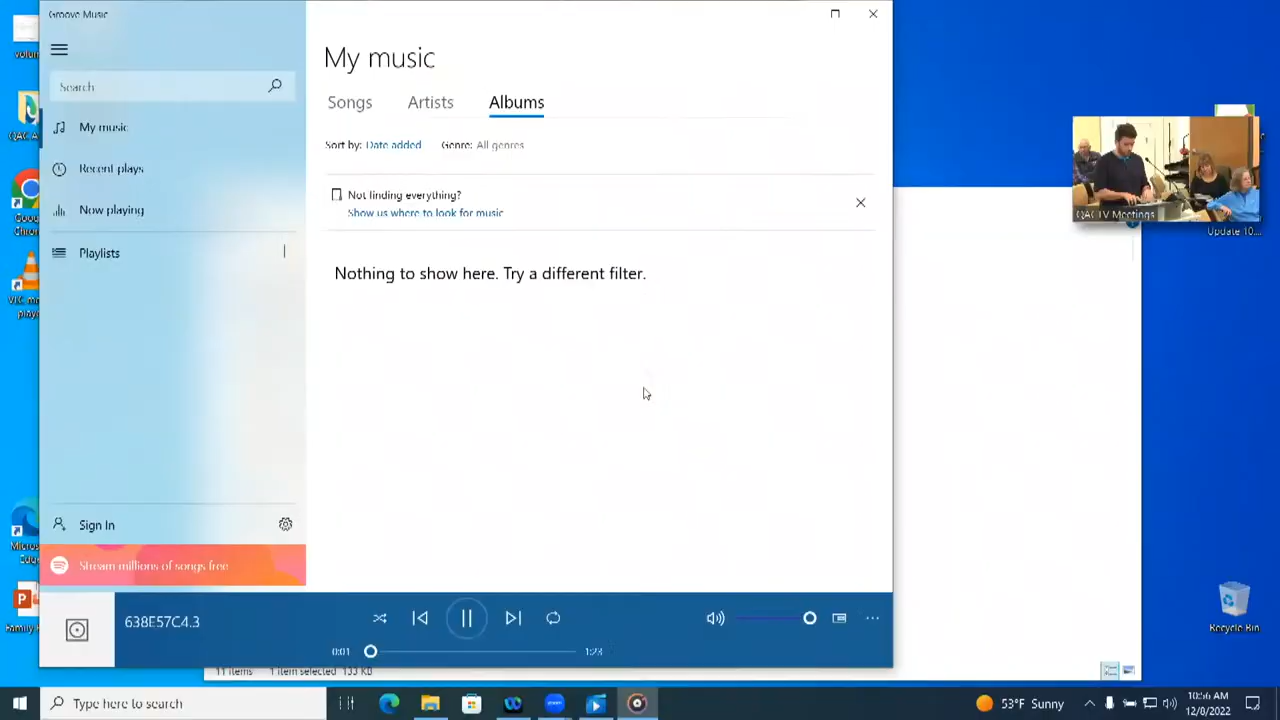 Groove Music
My music
Search
Songs Artists Albums
My music
Sort by: Date added Genre: All genres
Recent plays
Not finding everything?
Show us where to look for music
Now playing
QAC TV Meetings
Update 10....
Playlists
Nothing to show here. Try a different filter.
Sign In
Stream millions of songs free
638E57C4.3
0:01
1:23
Recycle Bin
11 items 1 item selected 133 KB
Type here to search
53°F Sunny
10:56 AM
12/8/2022